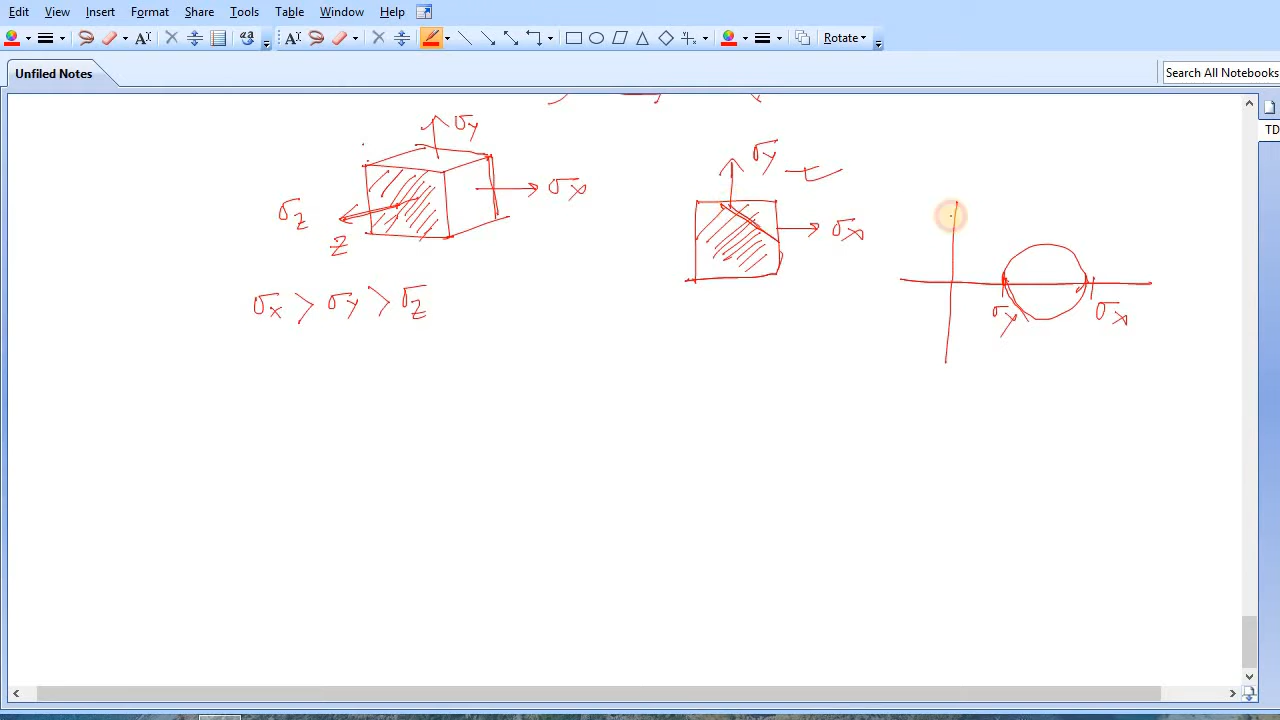 Edit View Insert Format Share Tools Table Window Help
Rotate
Unfiled Notes
Search All Notebooks
TD
σy
σx
σz
z
σx > σy > σz
σy
σx
σy
σx